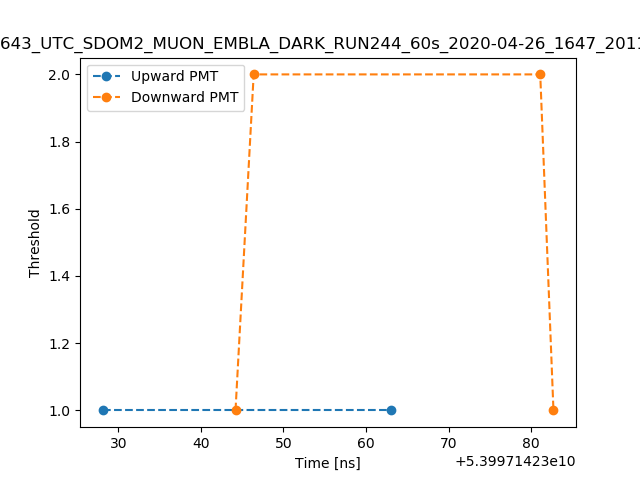 643_UTC_SDOM2_MUON_EMBLA_DARK_RUN244_60s_2020-04-26_1647_2011
Upward PMT
Downward PMT
2.0
1.8
1.6
1.4
1.2
1.0
Threshold
30 40 50 60 70 80
Time [ns]
+5.39971423e10